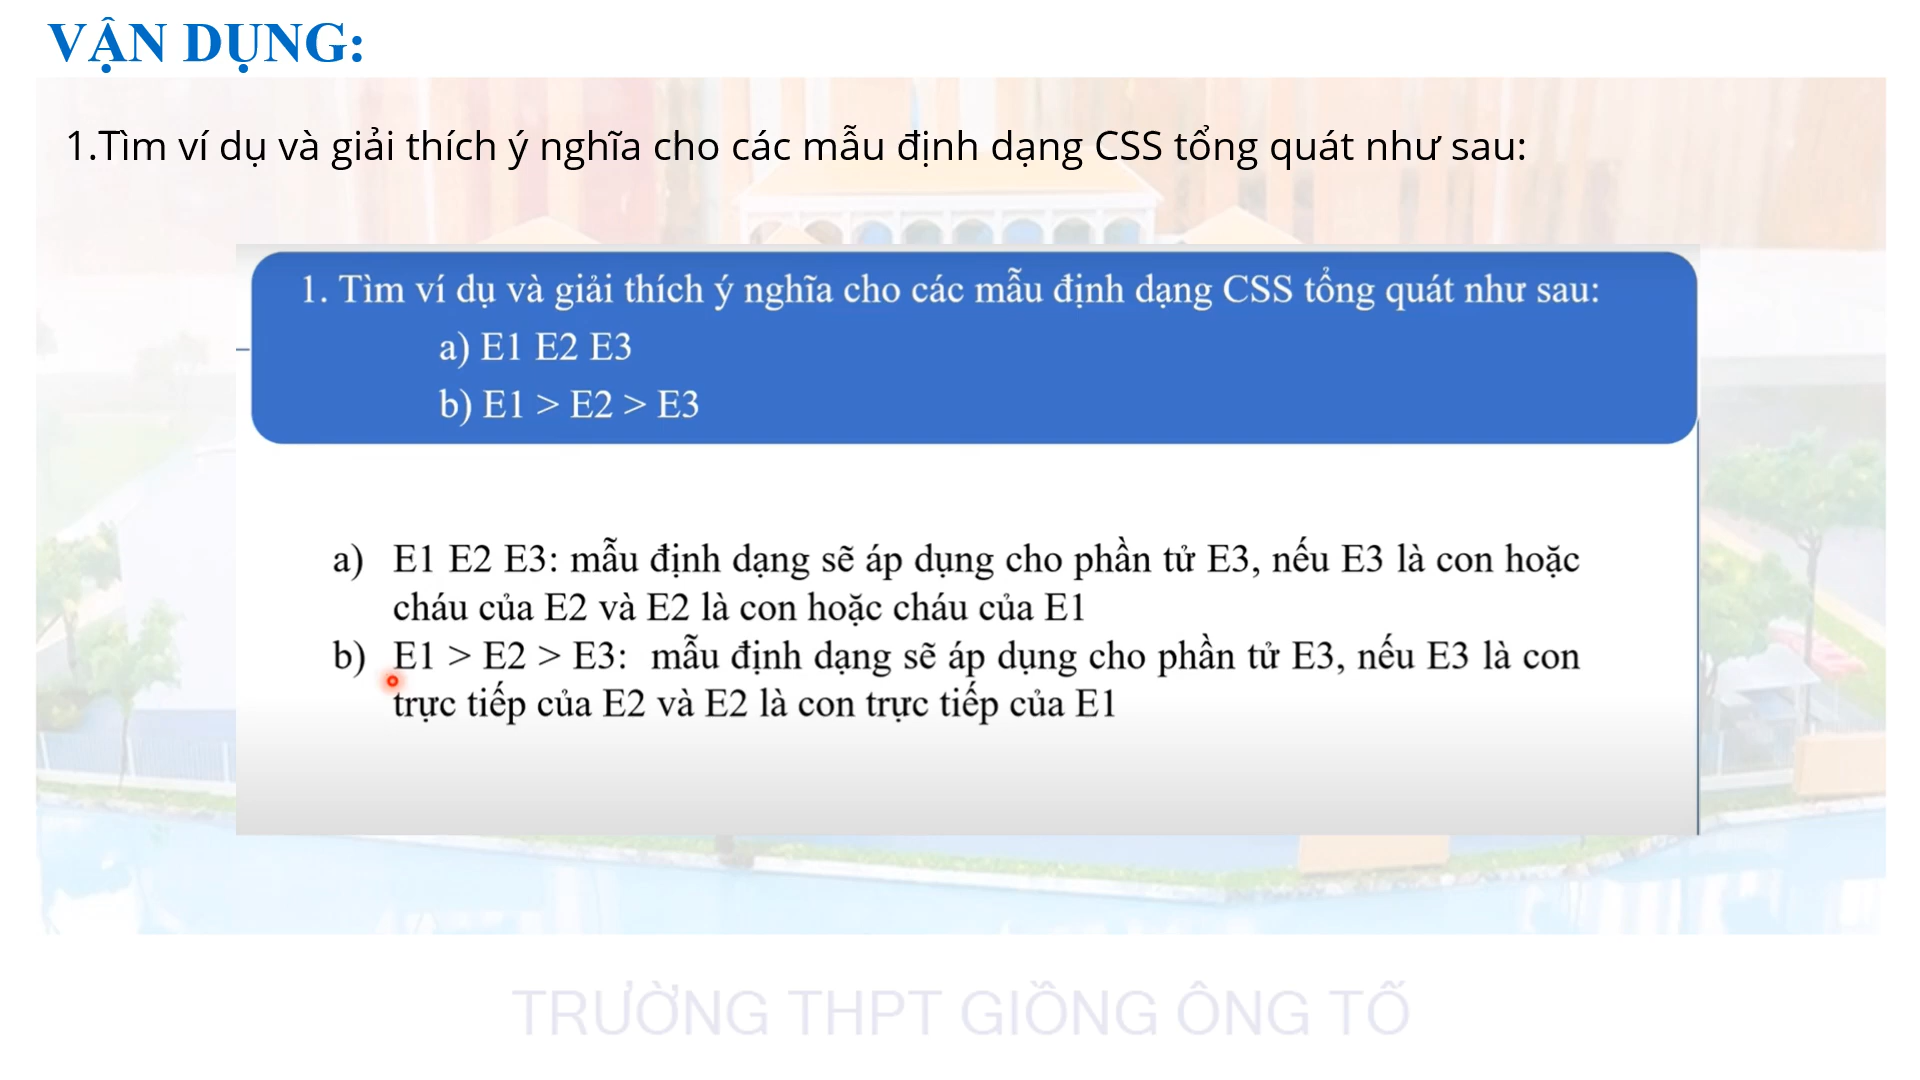 VẬN DỤNG:
1.Tìm ví dụ và giải thích ý nghĩa cho các mẫu định dạng CSS tổng quát như sau:
1. Tìm ví dụ và giải thích ý nghĩa cho các mẫu định dạng CSS tổng quát như sau:
a) E1 E2 E3
b) E1 > E2 > E3
a) E1 E2 E3: mẫu định dạng sẽ áp dụng cho phần tử E3, nếu E3 là con hoặc
cháu của E2 và E2 là con hoặc cháu của E1
b) E1 > E2 > E3: mẫu định dạng sẽ áp dụng cho phần tử E3, nếu E3 là con
trực tiếp của E2 và E2 là con trực tiếp của E1
TRƯỜNG THPT GIỒNG ÔNG TỐ